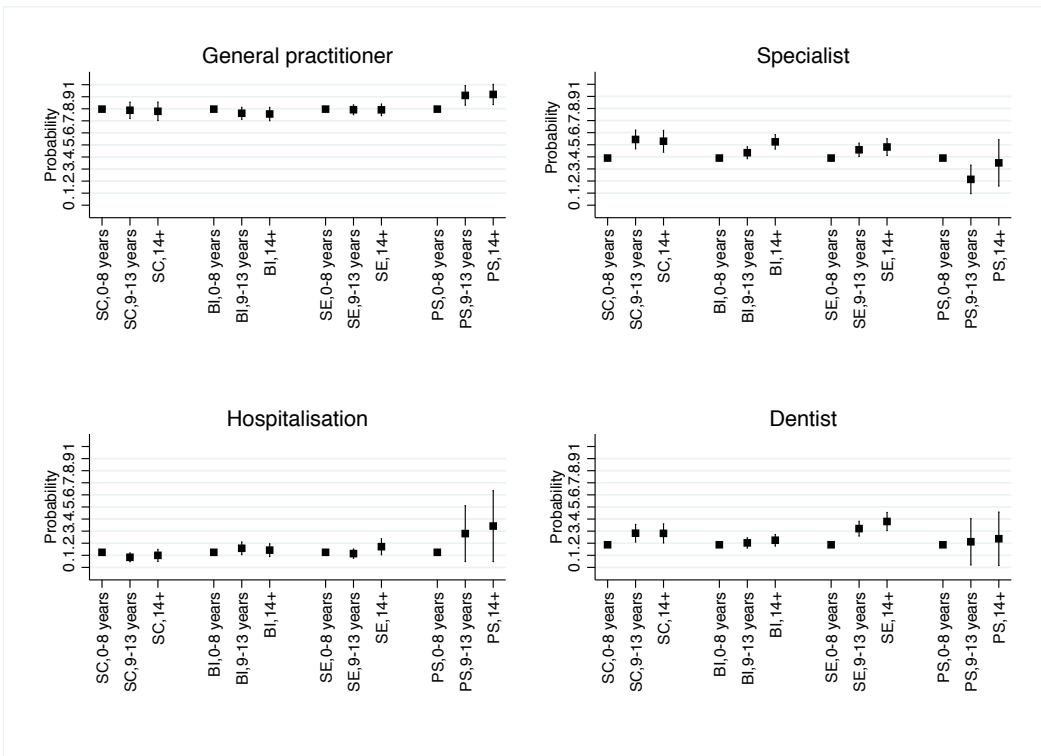 General practitioner
Probability
0 .1 .2 .3 .4 .5 .6 .7 .8 .9 1
SC,0-8 years
SC,9-13 years
SC,14+
BI,0-8 years
BI,9-13 years
BI,14+
SE,0-8 years
SE,9-13 years
SE,14+
PS,0-8 years
PS,9-13 years
PS,14+
Specialist
Probability
0 .1 .2 .3 .4 .5 .6 .7 .8 .9 1
SC,0-8 years
SC,9-13 years
SC,14+
BI,0-8 years
BI,9-13 years
BI,14+
SE,0-8 years
SE,9-13 years
SE,14+
PS,0-8 years
PS,9-13 years
PS,14+
Hospitalisation
Probability
0 .1 .2 .3 .4 .5 .6 .7 .8 .9 1
SC,0-8 years
SC,9-13 years
SC,14+
BI,0-8 years
BI,9-13 years
BI,14+
SE,0-8 years
SE,9-13 years
SE,14+
PS,0-8 years
PS,9-13 years
PS,14+
Dentist
Probability
0 .1 .2 .3 .4 .5 .6 .7 .8 .9 1
SC,0-8 years
SC,9-13 years
SC,14+
BI,0-8 years
BI,9-13 years
BI,14+
SE,0-8 years
SE,9-13 years
SE,14+
PS,0-8 years
PS,9-13 years
PS,14+